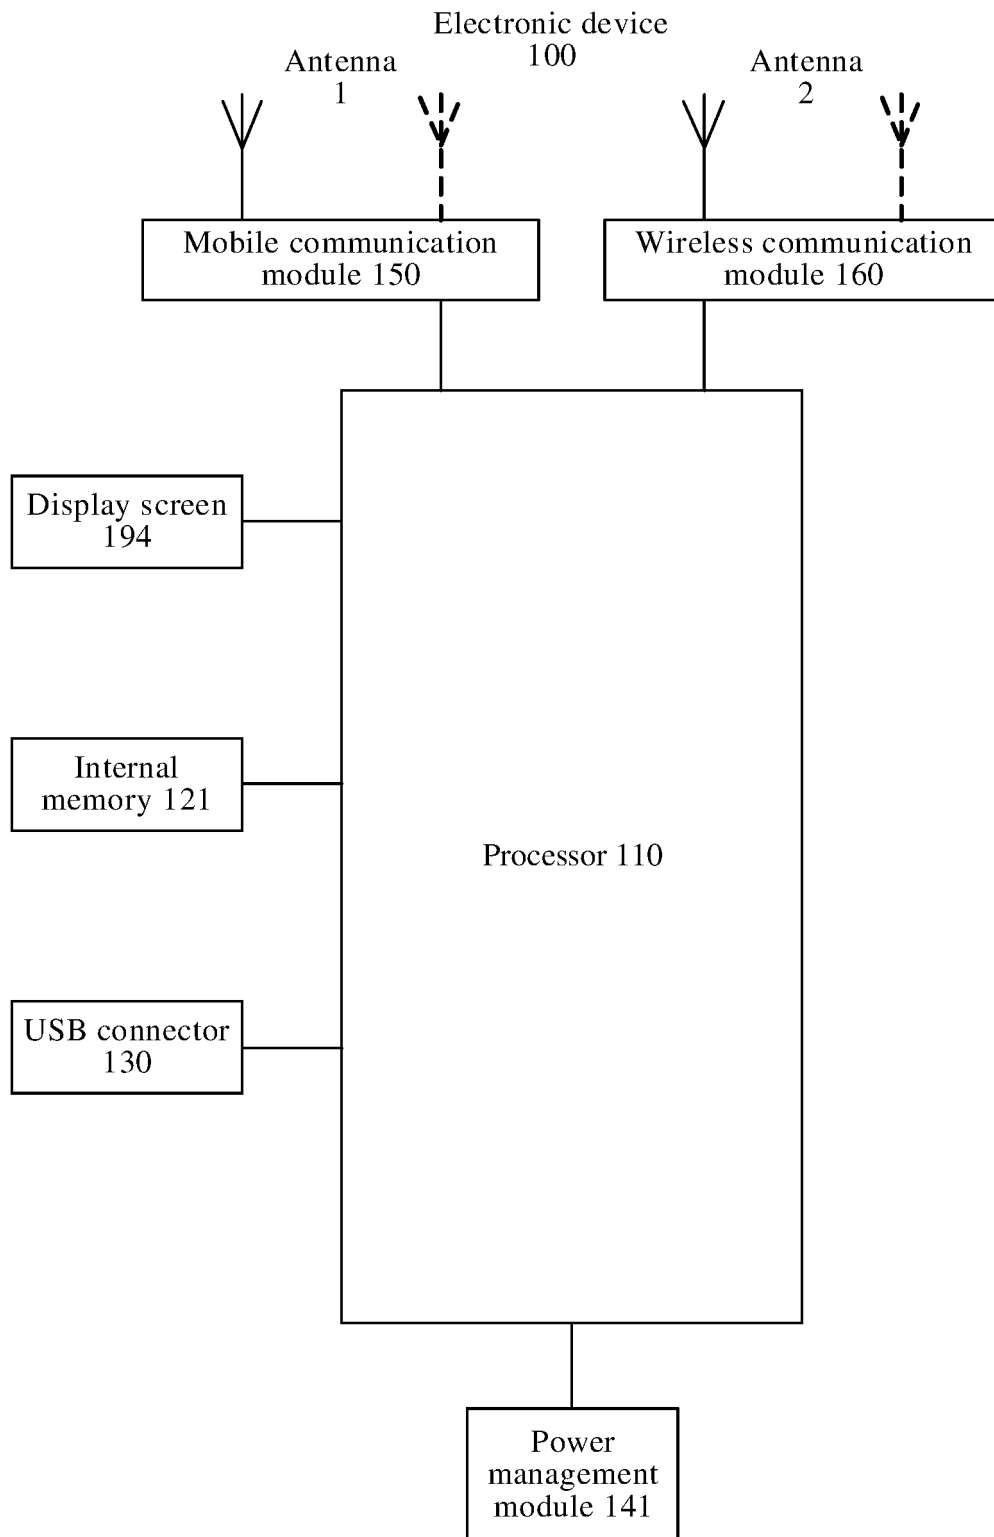 Electronic device
100
Antenna
1
Antenna
2
Mobile communication
module 150
Wireless communication
module 160
Display screen
194
Internal
memory 121
Processor 110
USB connector
130
Power
management
module 141